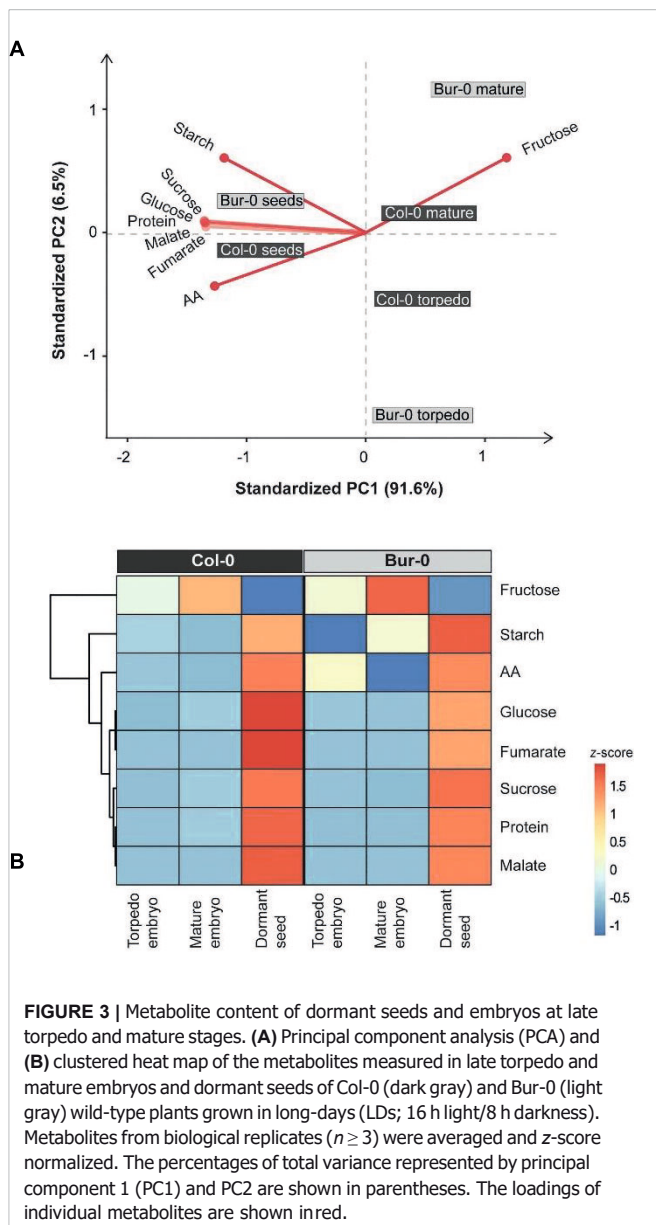 A
1
0
-1
-2
-1
0
1
Standardized PC2 (6.5%)
Standardized PC1 (91.6%)
Bur-0 mature
Fructose
Starch
Sucrose
Glucose
Protein
Malate
Fumarate
AA
Bur-0 seeds
Col-0 seeds
Col-0 mature
Col-0 torpedo
Bur-0 torpedo
B
Col-0
Bur-0
Fructose
Starch
AA
Glucose
Fumarate
Sucrose
Protein
Malate
Torpedo
embryo
Mature
embryo
Dormant
seed
Torpedo
embryo
Mature
embryo
Dormant
seed
z-score
1.5
1
0.5
0
-0.5
-1
FIGURE 3 | Metabolite content of dormant seeds and embryos at late
torpedo and mature stages. (A) Principal component analysis (PCA) and
(B) clustered heat map of the metabolites measured in late torpedo and
mature embryos and dormant seeds of Col-0 (dark gray) and Bur-0 (light
gray) wild-type plants grown in long-days (LDs; 16 h light/8 h darkness).
Metabolites from biological replicates (n ≥ 3) were averaged and z-score
normalized. The percentages of total variance represented by principal
component 1 (PC1) and PC2 are shown in parentheses. The loadings of
individual metabolites are shown inred.